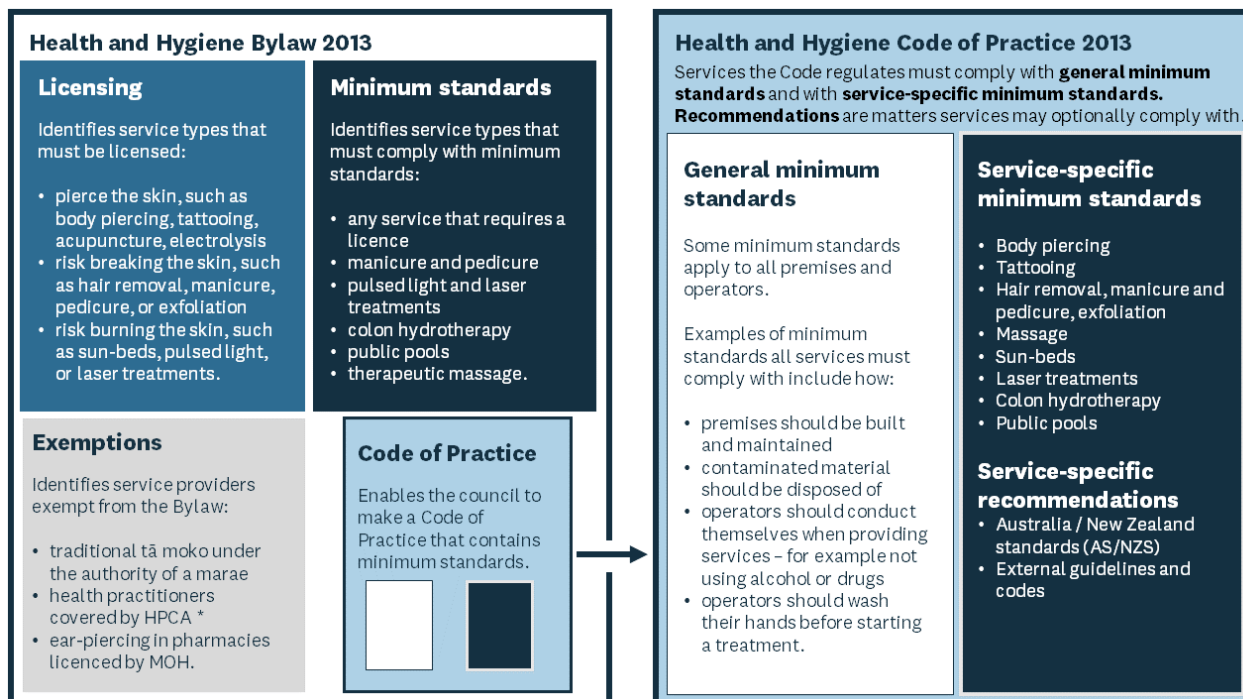 Health and Hygiene Bylaw 2013
Licensing
Identifies service types that
must be licensed:
• pierce the skin, such as
body piercing, tattooing,
acupuncture, electrolysis
• risk breaking the skin, such
as hair removal, manicure,
pedicure, or exfoliation
• risk burning the skin, such
as sun-beds, pulsed light,
or laser treatments.
Minimum standards
Identifies service types that
must comply with minimum
standards:
• any service that requires a
licence
• manicure and pedicure
• pulsed light and laser
treatments
• colon hydrotherapy
• public pools
• therapeutic massage.
Exemptions
Identifies service providers
exempt from the Bylaw:
• traditional tā moko under
the authority of a marae
• health practitioners
covered by HPCA *
• ear-piercing in pharmacies
licenced by MOH.
Code of Practice
Enables the council to
make a Code of
Practice that contains
minimum standards.
Health and Hygiene Code of Practice 2013
Services the Code regulates must comply with general minimum
standards and with service-specific minimum standards.
Recommendations are matters services may optionally comply with.
General minimum
standards
Some minimum standards
apply to all premises and
operators.
Examples of minimum
standards all services must
comply with include how:
• premises should be built
and maintained
• contaminated material
should be disposed of
• operators should conduct
themselves when providing
services – for example not
using alcohol or drugs
• operators should wash
their hands before starting
a treatment.
Service-specific
minimum standards
• Body piercing
• Tattooing
• Hair removal, manicure and
pedicure, exfoliation
• Massage
• Sun-beds
• Laser treatments
• Colon hydrotherapy
• Public pools
Service-specific
recommendations
• Australia / New Zealand
standards (AS/NZS)
• External guidelines and
codes